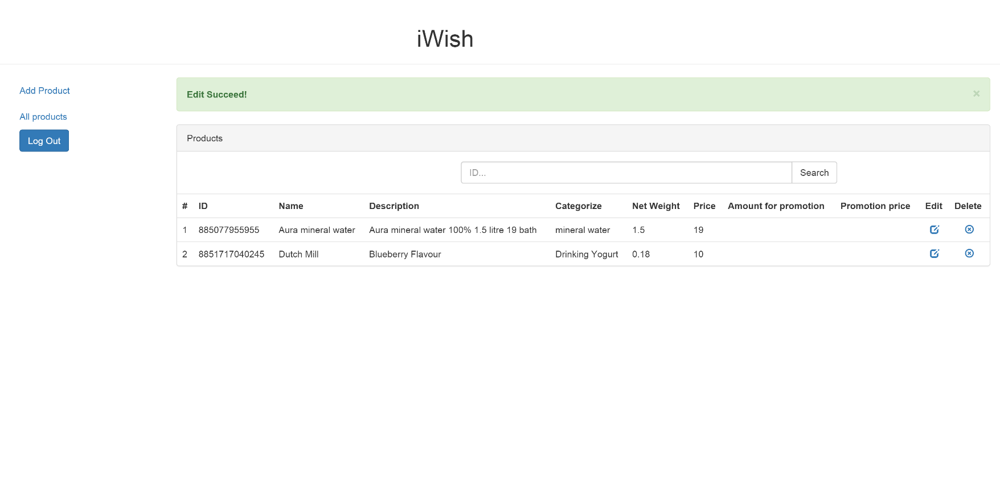 iWish
Add Product
All products
Log Out
Edit Succeed!
×
Products
ID... Search
# ID Name Description Categorize Net Weight Price Amount for promotion Promotion price Edit Delete
1 885077955955 Aura mineral water Aura mineral water 100% 1.5 litre 19 bath mineral water 1.5 19
2 8851717040245 Dutch Mill Blueberry Flavour Drinking Yogurt 0.18 10